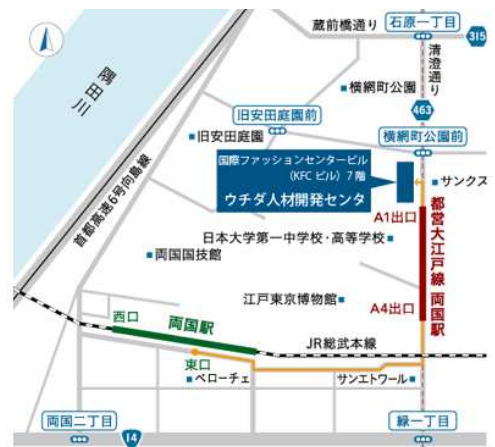 蔵前橋通り
石原一丁目
315
清澄通り
隅田川
横網町公園
463
旧安田庭園前
旧安田庭園
横網町公園前
首都高速6号向島線
国際ファッションセンタービル
(KFC ビル) 7階
ウチダ人材開発センタ
サンクス
A1出口
都営大江戸線 両国駅
日本大学第一中学校・高等学校
両国国技館
江戸東京博物館
A4出口
西口
両国駅
JR総武本線
東口
ベローチェ
サンエトワール
両国二丁目
14
緑一丁目